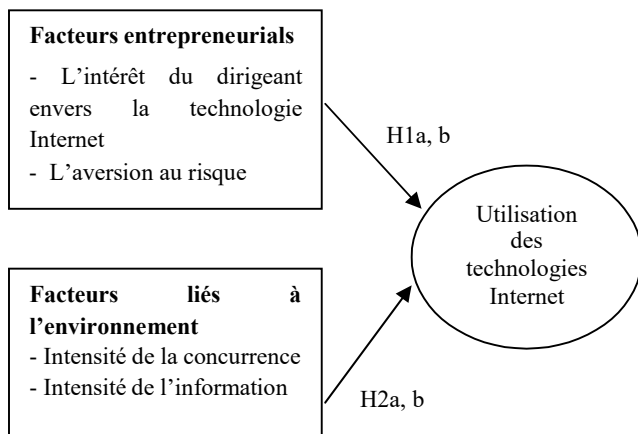 Facteurs entrepreneurials
- L’intérêt du dirigeant
envers la technologie
Internet
- L’aversion au risque
H1a, b
Utilisation
des
technologies
Internet
Facteurs liés à
l’environnement
- Intensité de la concurrence
- Intensité de l’information
H2a, b